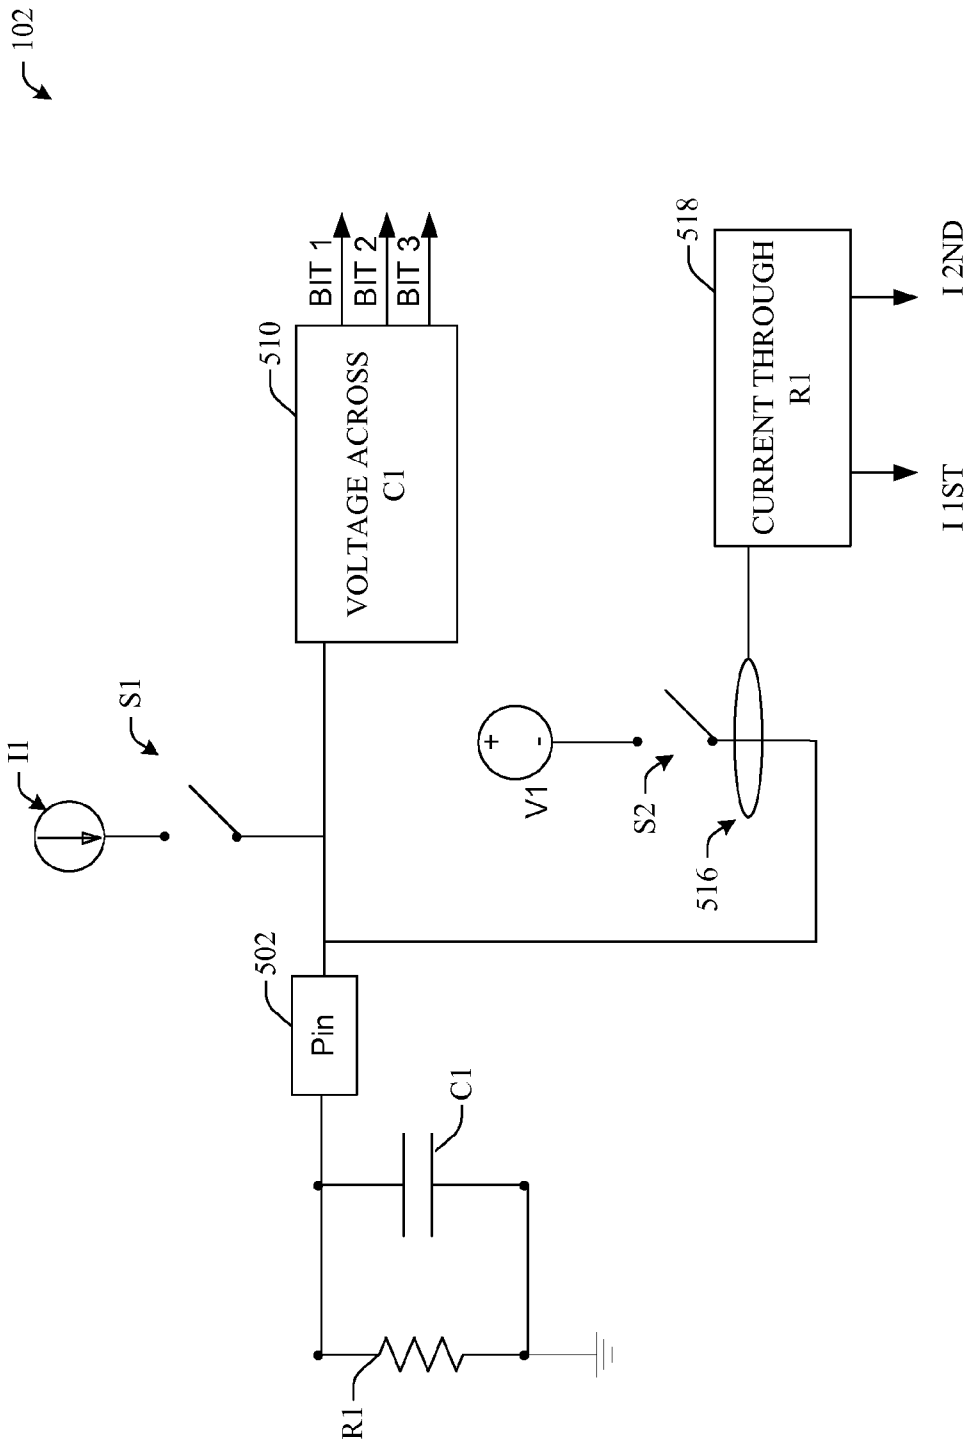 102
I1
S1
510
VOLTAGE ACROSS
C1
BIT 1
BIT 2
BIT 3
502
Pin
C1
R1
V1
S2
516
518
CURRENT THROUGH
R1
I 1ST
I 2ND
+
-